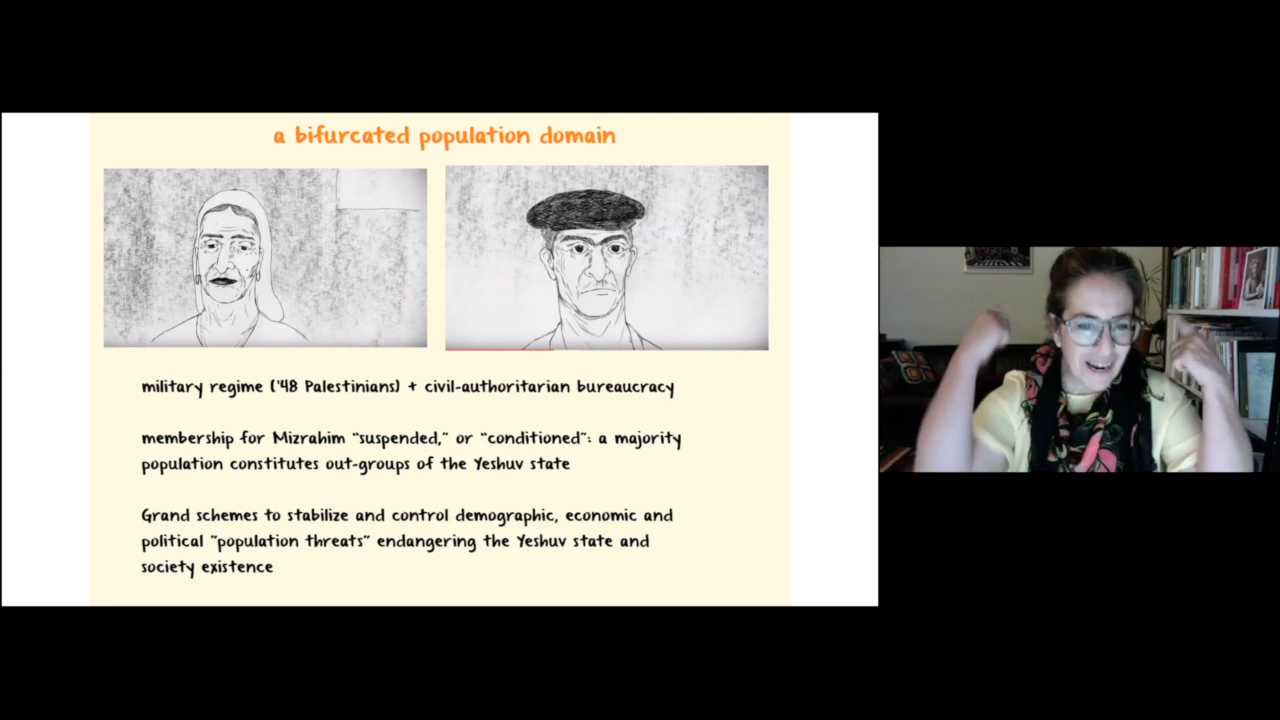 a bifurcated population domain
military regime ('48 Palestinians) + civil-authoritarian bureaucracy
membership for Mizrahim "suspended," or "conditioned": a majority
population constitutes out-groups of the Yeshuv state
Grand schemes to stabilize and control demographic, economic and
political "population threats" endangering the Yeshuv state and
society existence